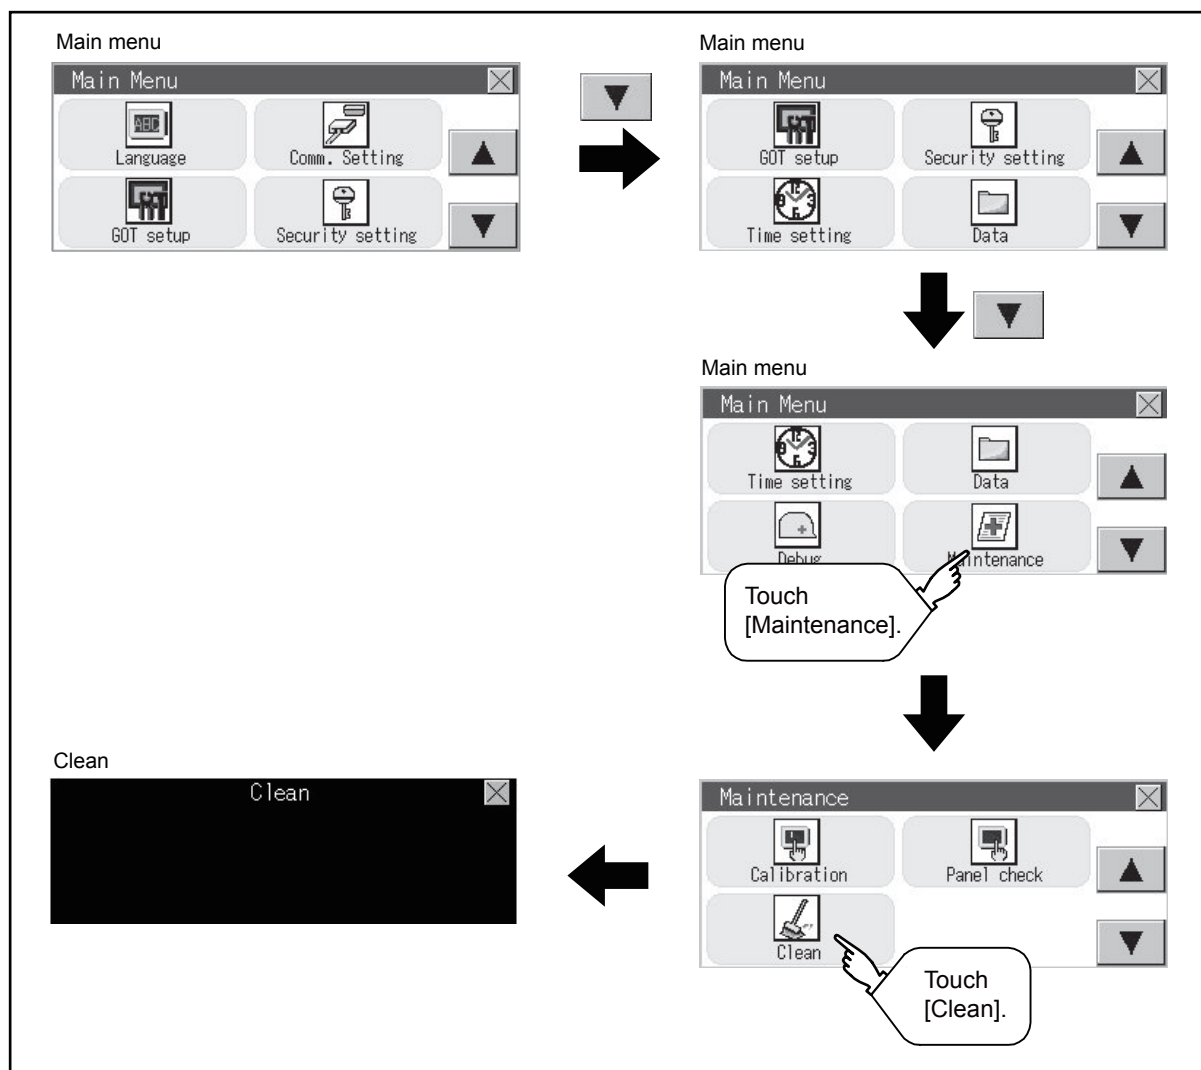 Main menu
Main Menu
Language
Comm. Setting
GOT setup
Security setting
Main menu
Main Menu
GOT setup
Security setting
Time setting
Data
Main menu
Main Menu
Time setting
Data
Debug
Maintenance
Touch
[Maintenance].
Maintenance
Calibration
Panel check
Clean
Touch
[Clean].
Clean
Clean